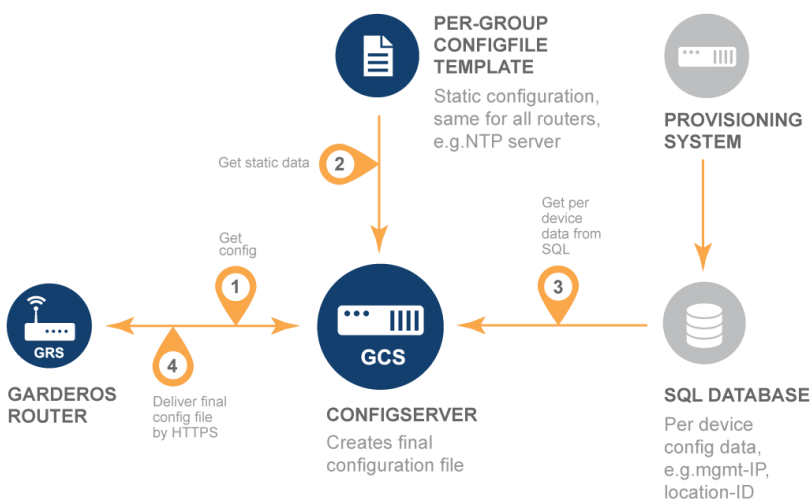 PER-GROUP
CONFIGFILE
TEMPLATE
Static configuration,
same for all routers,
e.g.NTP server
PROVISIONING
SYSTEM
Get static data
2
Get per
device
data from
SQL
3
Get
config
1
GRS
GCS
4
GARDEROS
ROUTER
Deliver final
config file
by HTTPS
CONFIGSERVER
Creates final
configuration file
SQL DATABASE
Per device
config data,
e.g.mgmt-IP,
location-ID